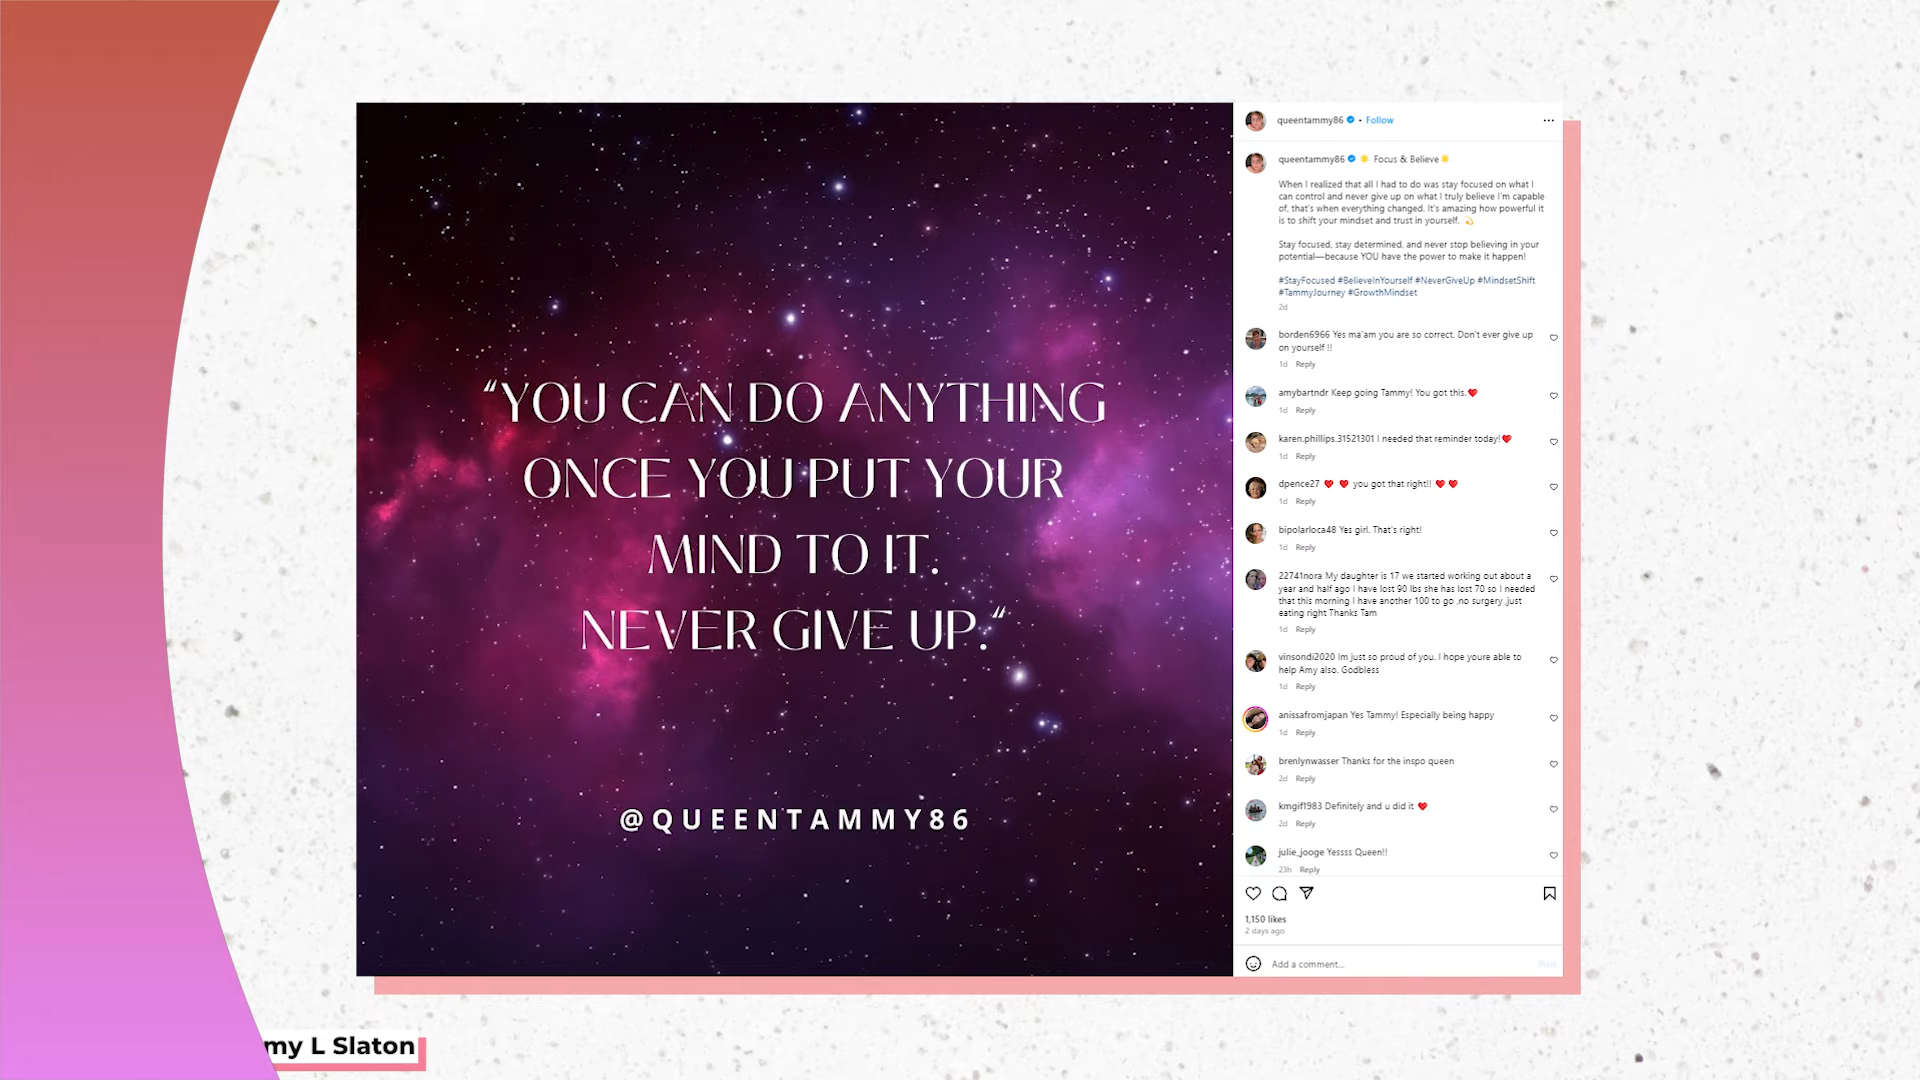 “YOU CAN DO ANYTHING
ONCE YOU PUT YOUR
MIND TO IT.
NEVER GIVE UP.“
@QUEENTAMMY86
queentammy86 • Follow
queentammy86 Focus & Believe
When I realized that all I had to do was stay focused on what I
can control and never give up on what I truly believe I'm capable
of, that's when everything changed. It's amazing how powerful it
is to shift your mindset and trust in yourself.
Stay focused, stay determined, and never stop believing in your
potential—because YOU have the power to make it happen!
#StayFocused #BelieveInYourself #NeverGiveUp #MindsetShift
#TammyJourney #GrowthMindset
2d
borden6966 Yes ma'am you are so correct. Don't ever give up
on yourself !!
1d Reply
amybartndr Keep going Tammy! You got this.❤️
1d Reply
karen.phillips.31521301 I needed that reminder today!❤️
1d Reply
dpence27 ❤️ ❤️ you got that right!! ❤️ ❤️
1d Reply
bipolarloca48 Yes girl. That's right!
1d Reply
22741nora My daughter is 17 we started working out about a
year and half ago I have lost 90 lbs she has lost 70 so I needed
that this morning I have another 100 to go ,no surgery ,just
eating right Thanks Tam
1d Reply
vinsondi2020 Im just so proud of you. I hope youre able to
help Amy also. Godbless
1d Reply
anissafromjapan Yes Tammy! Especially being happy
1d Reply
brenlynwasser Thanks for the inspo queen
2d Reply
kmgif1983 Definitely and u did it ❤️
2d Reply
julie_jooge Yessss Queen!!
23h Reply
1,150 likes
2 days ago
Add a comment...
Post
my L Slaton